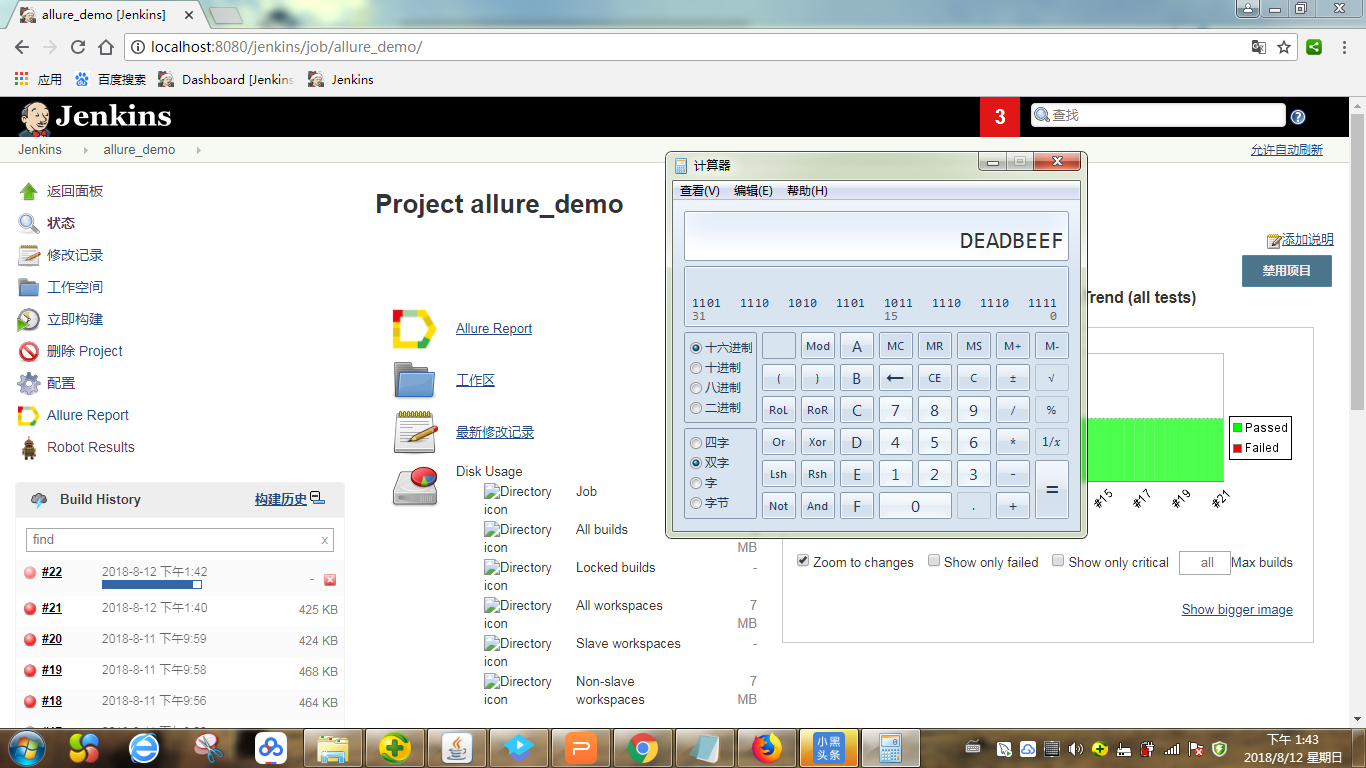 allure_demo [Jenkins]
localhost:8080/jenkins/job/allure_demo/
应用 百度搜索 Dashboard [Jenkins Jenkins
Jenkins
3
查找
Jenkins allure_demo
允许自动刷新
返回面板
状态
修改记录
工作空间
立即构建
删除 Project
配置
Allure Report
Robot Results
Build History 构建历史
find x
#22 2018-8-12 下午1:42 -
#21 2018-8-12 下午1:40 425 KB
#20 2018-8-11 下午9:59 424 KB
#19 2018-8-11 下午9:58 468 KB
#18 2018-8-11 下午9:56 464 KB
Project allure_demo
添加说明
禁用项目
Allure Report
工作区
最新修改记录
Disk Usage
Directory icon Job
Directory icon All builds MB
Directory icon Locked builds -
Directory icon All workspaces 7 MB
Directory icon Slave workspaces -
Directory icon Non-slave workspaces 7 MB
计算器
查看(V) 编辑(E) 帮助(H)
DEADBEEF
1101 1110 1010 1101 1011 1110 1110 1111
31 15 0
十六进制
十进制
八进制
二进制
四字
双字
字
字节
Mod A MC MR MS M+ M-
( ) B ← CE C ± √
RoL RoR C 7 8 9 / %
Or Xor D 4 5 6 * 1/x
Lsh Rsh E 1 2 3 - =
Not And F 0 . +
Trend (all tests)
Passed
Failed
#15 #17 #19 #21
Zoom to changes Show only failed Show only critical all Max builds
Show bigger image
小黑
头条
下午 1:43
2018/8/12 星期日